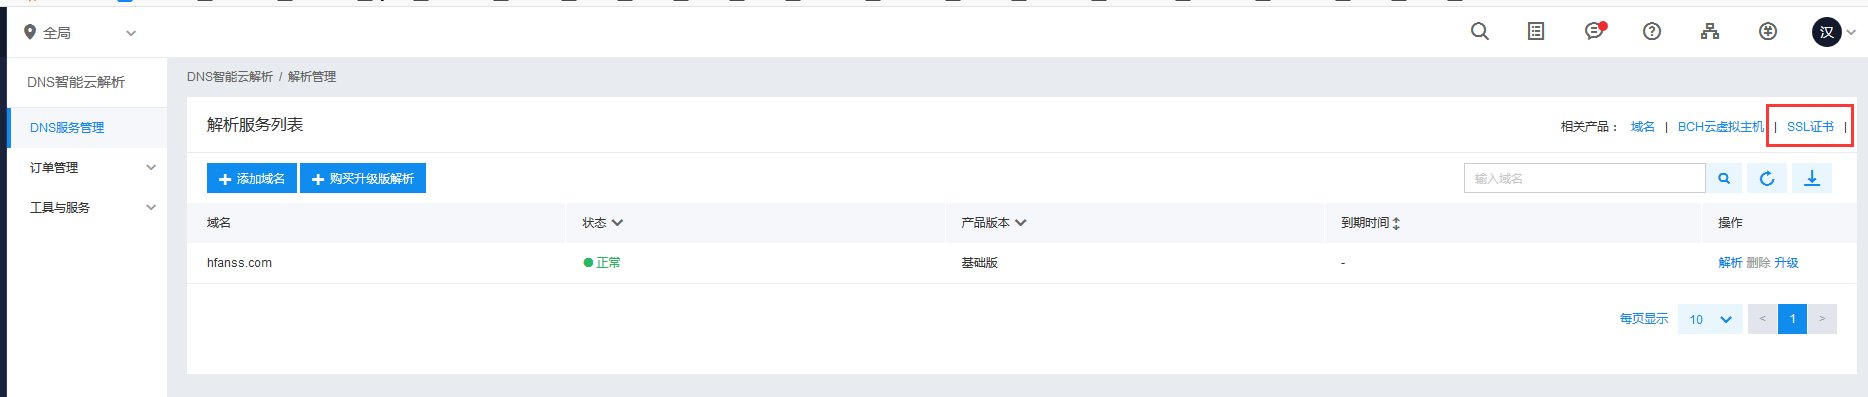 全局
汉
DNS智能云解析
DNS服务管理
订单管理
工具与服务
DNS智能云解析 / 解析管理
解析服务列表
相关产品： 域名 | BCH云虚拟主机 | SSL证书 |
添加域名 购买升级版解析
输入域名
域名 状态 产品版本 到期时间 操作
hfanss.com 正常 基础版 - 解析 删除 升级
每页显示 10 < 1 >